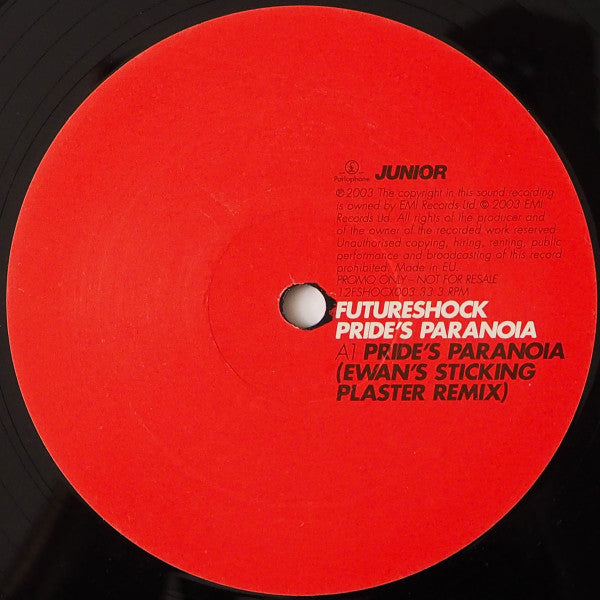 Parlophone JUNIOR
℗ 2003 The copyright in this sound recording
is owned by EMI Records Ltd. © 2003 EMI
Records Ltd. All rights of the producer and
of the owner of the recorded work reserved.
Unauthorised copying, hiring, renting, public
performance and broadcasting of this record
prohibited. Made in EU.
PROMO ONLY – NOT FOR RESALE
12FSHOCX003 33.3 RPM
FUTURESHOCK
PRIDE'S PARANOIA
A1 PRIDE'S PARANOIA
(EWAN'S STICKING
PLASTER REMIX)